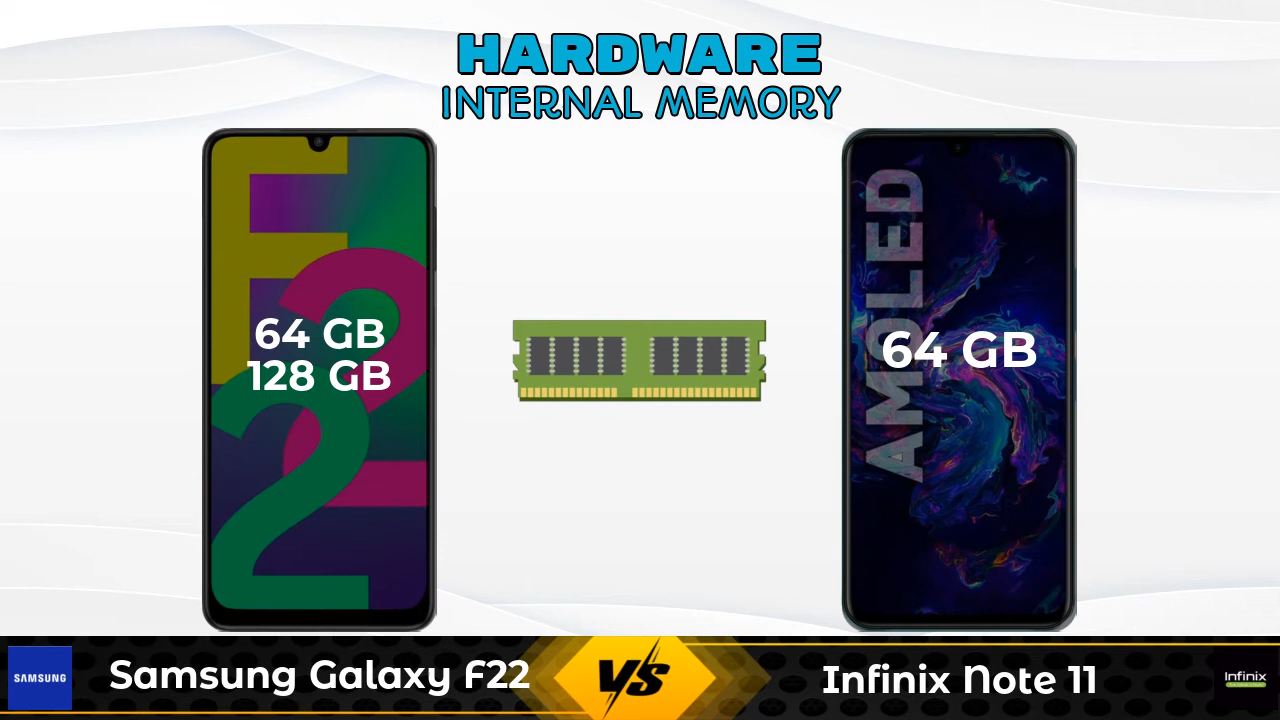 HARDWARE
INTERNAL MEMORY
F
22
64 GB
128 GB
AMOLED
64 GB
SAMSUNG
Samsung Galaxy F22
VS
Infinix Note 11
Infinix